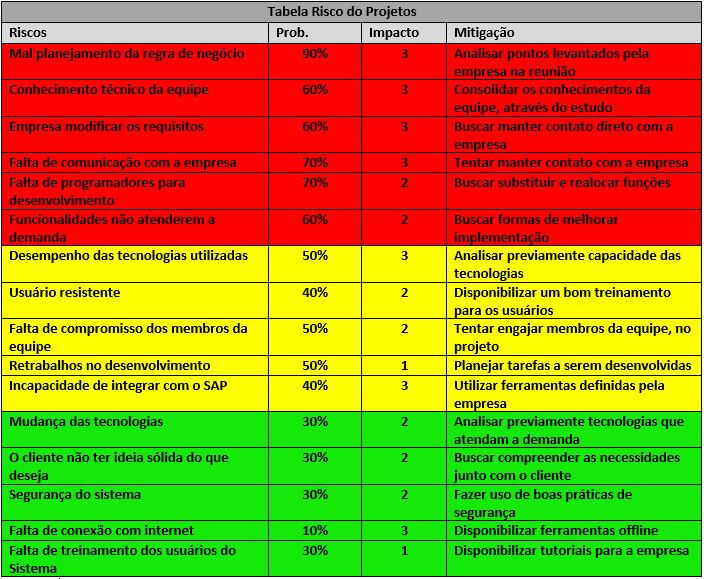 Tabela Risco do Projetos
Riscos Prob. Impacto Mitigação
Mal planejamento da regra de negócio 90% 3 Analisar pontos levantados pela
empresa na reunião
Conhecimento técnico da equipe 60% 3 Consolidar os conhecimentos da
equipe, através do estudo
Empresa modificar os requisitos 60% 3 Buscar manter contato direto com a
empresa
Falta de comunicação com a empresa 70% 3 Tentar manter contato com a empresa
Falta de programadores para 70% 2 Buscar substituir e realocar funções
desenvolvimento
Funcionalidades não atenderem a 60% 2 Buscar formas de melhorar
demanda implementação
Desempenho das tecnologias utilizadas 50% 3 Analisar previamente capacidade das
tecnologias
Usuário resistente 40% 2 Disponibilizar um bom treinamento
para os usuários
Falta de compromisso dos membros da 50% 2 Tentar engajar membros da equipe, no
equipe projeto
Retrabalhos no desenvolvimento 50% 1 Planejar tarefas a serem desenvolvidas
Incapacidade de integrar com o SAP 40% 3 Utilizar ferramentas definidas pela
empresa
Mudança das tecnologias 30% 2 Analisar previamente tecnologias que
atendam a demanda
O cliente não ter ideia sólida do que 30% 2 Buscar compreender as necessidades
deseja junto com o cliente
Segurança do sistema 30% 2 Fazer uso de boas práticas de
segurança
Falta de conexão com internet 10% 3 Disponibilizar ferramentas offline
Falta de treinamento dos usuários do 30% 1 Disponibilizar tutoriais para a empresa
Sistema